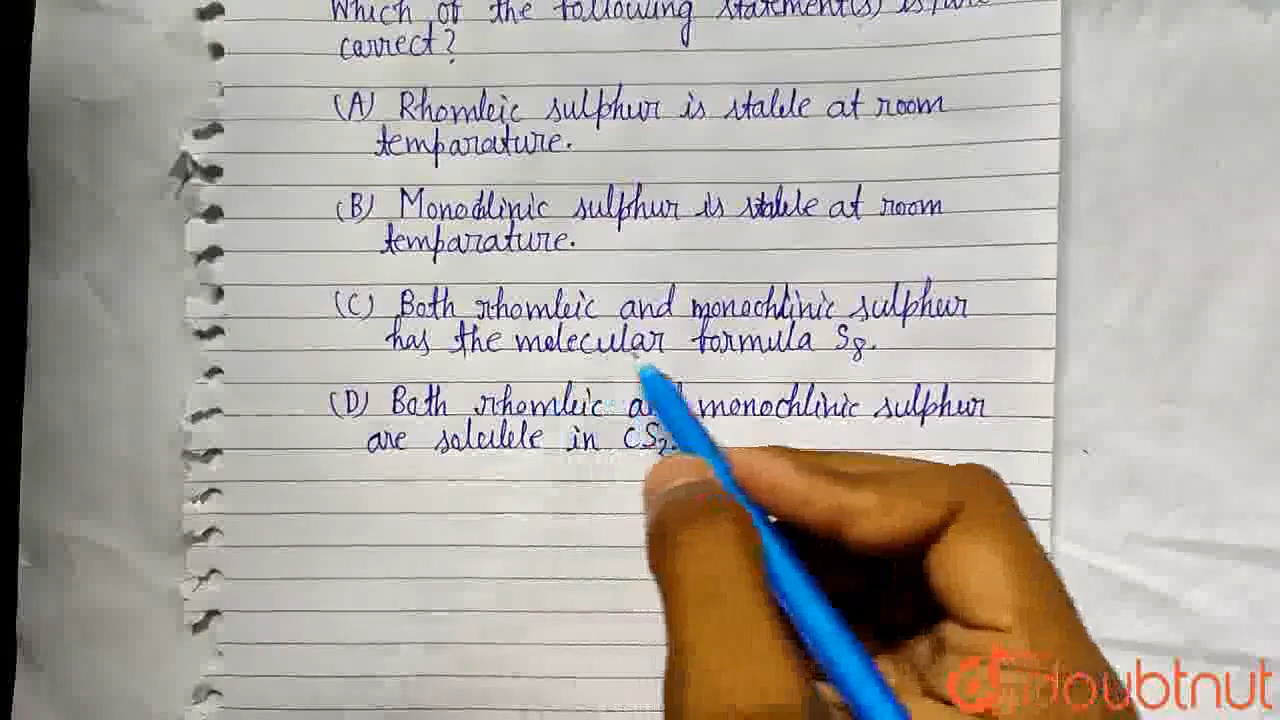 Which of the following statement(s) is/are
carrect?
(A) Rhombic sulphur is stable at room
temparature.
(B) Monoclinic sulphur is stable at room
temparature.
(C) Both rhombic and monochlinic sulphur
has the molecular formula S8.
(D) Both rhombic and monochlinic sulphur
are soluble in CS2.
doubtnut